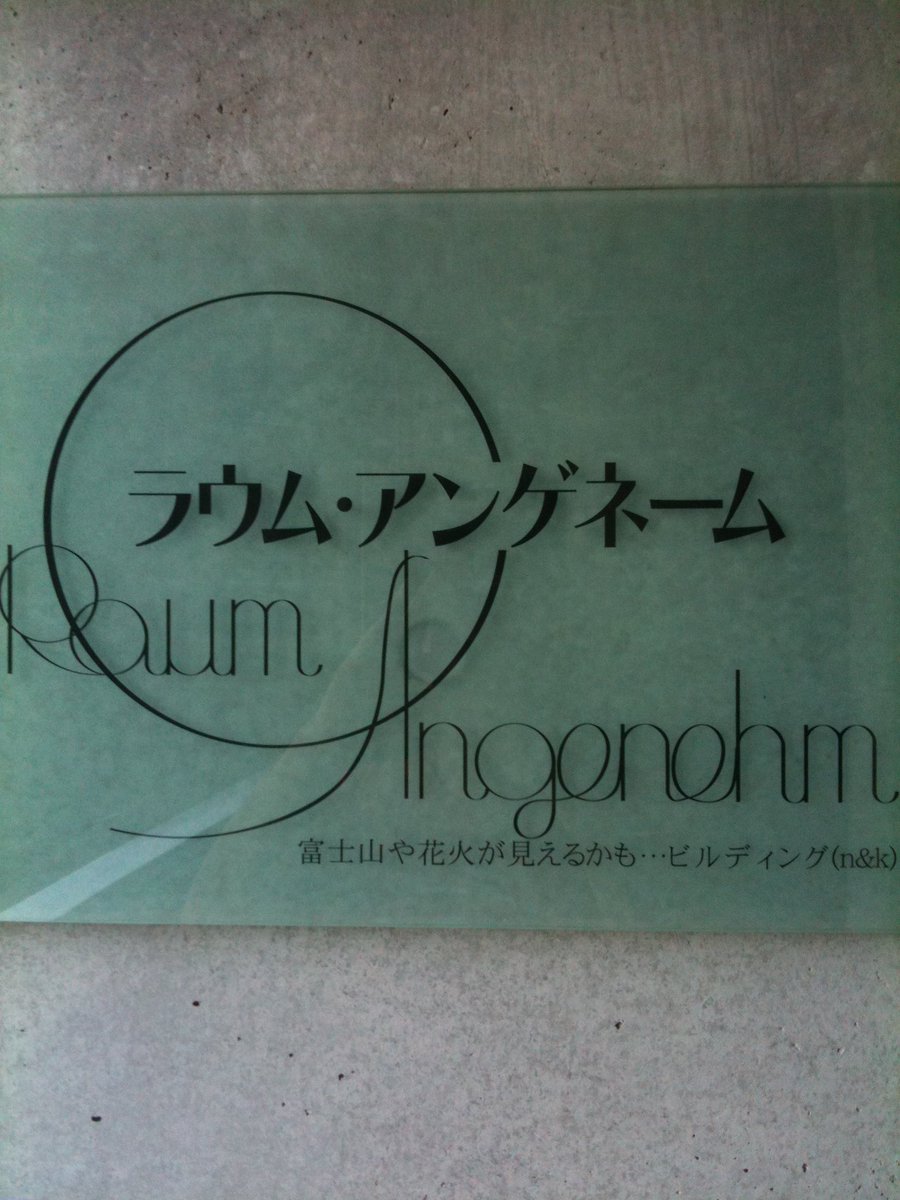 ラウム・アンゲネーム
Raum
Angenehm
富士山や花火が見えるかも…ビルディング(n&k)